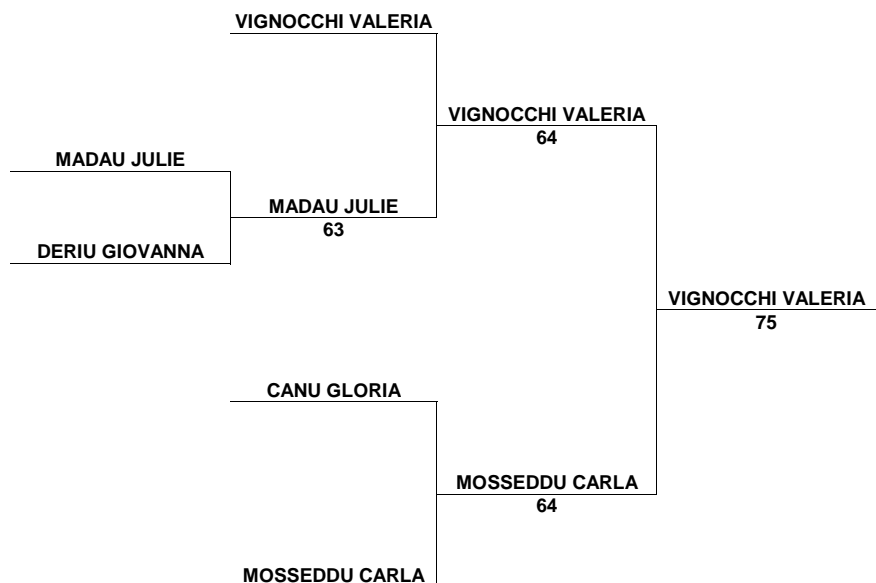 VIGNOCCHI VALERIA
VIGNOCCHI VALERIA
64
MADAU JULIE
MADAU JULIE
63
DERIU GIOVANNA
VIGNOCCHI VALERIA
75
CANU GLORIA
MOSSEDDU CARLA
64
MOSSEDDU CARLA